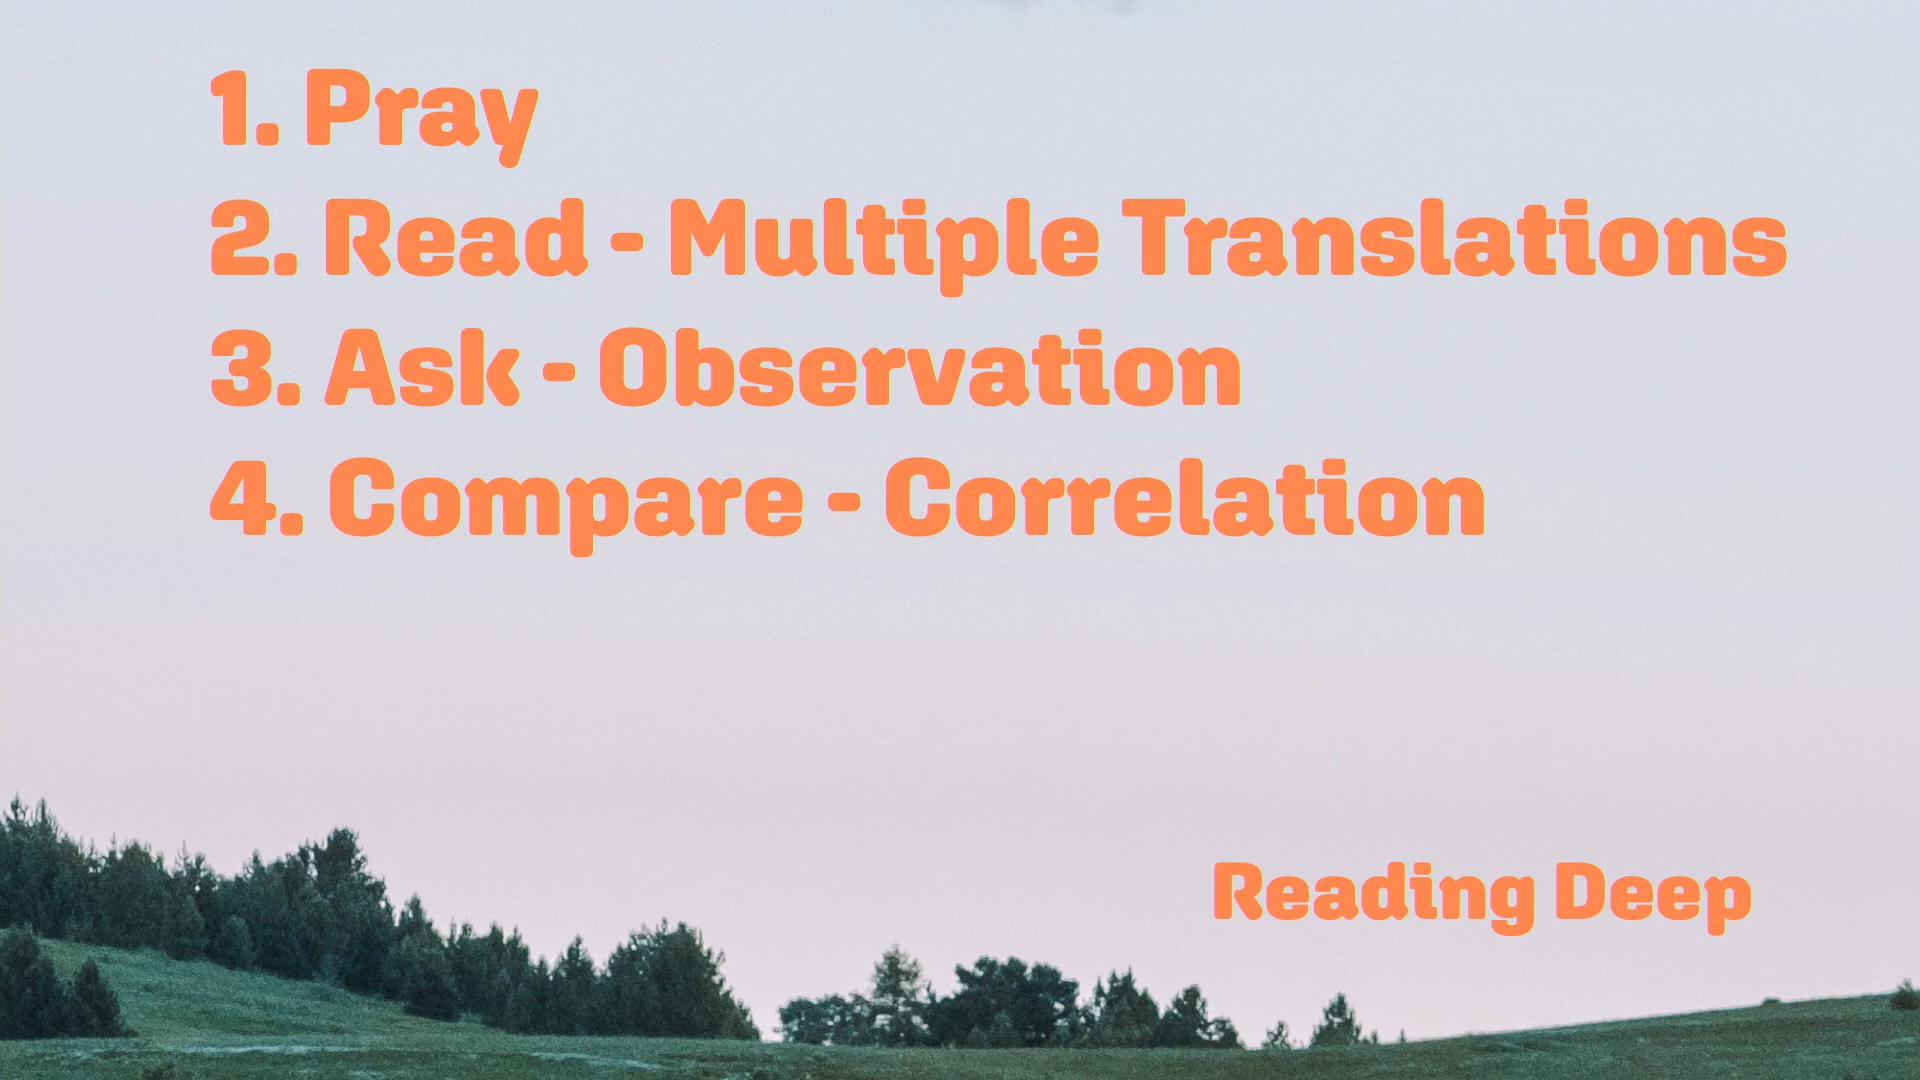 1. Pray
2. Read - Multiple Translations
3. Ask - Observation
4. Compare - Correlation
Reading Deep